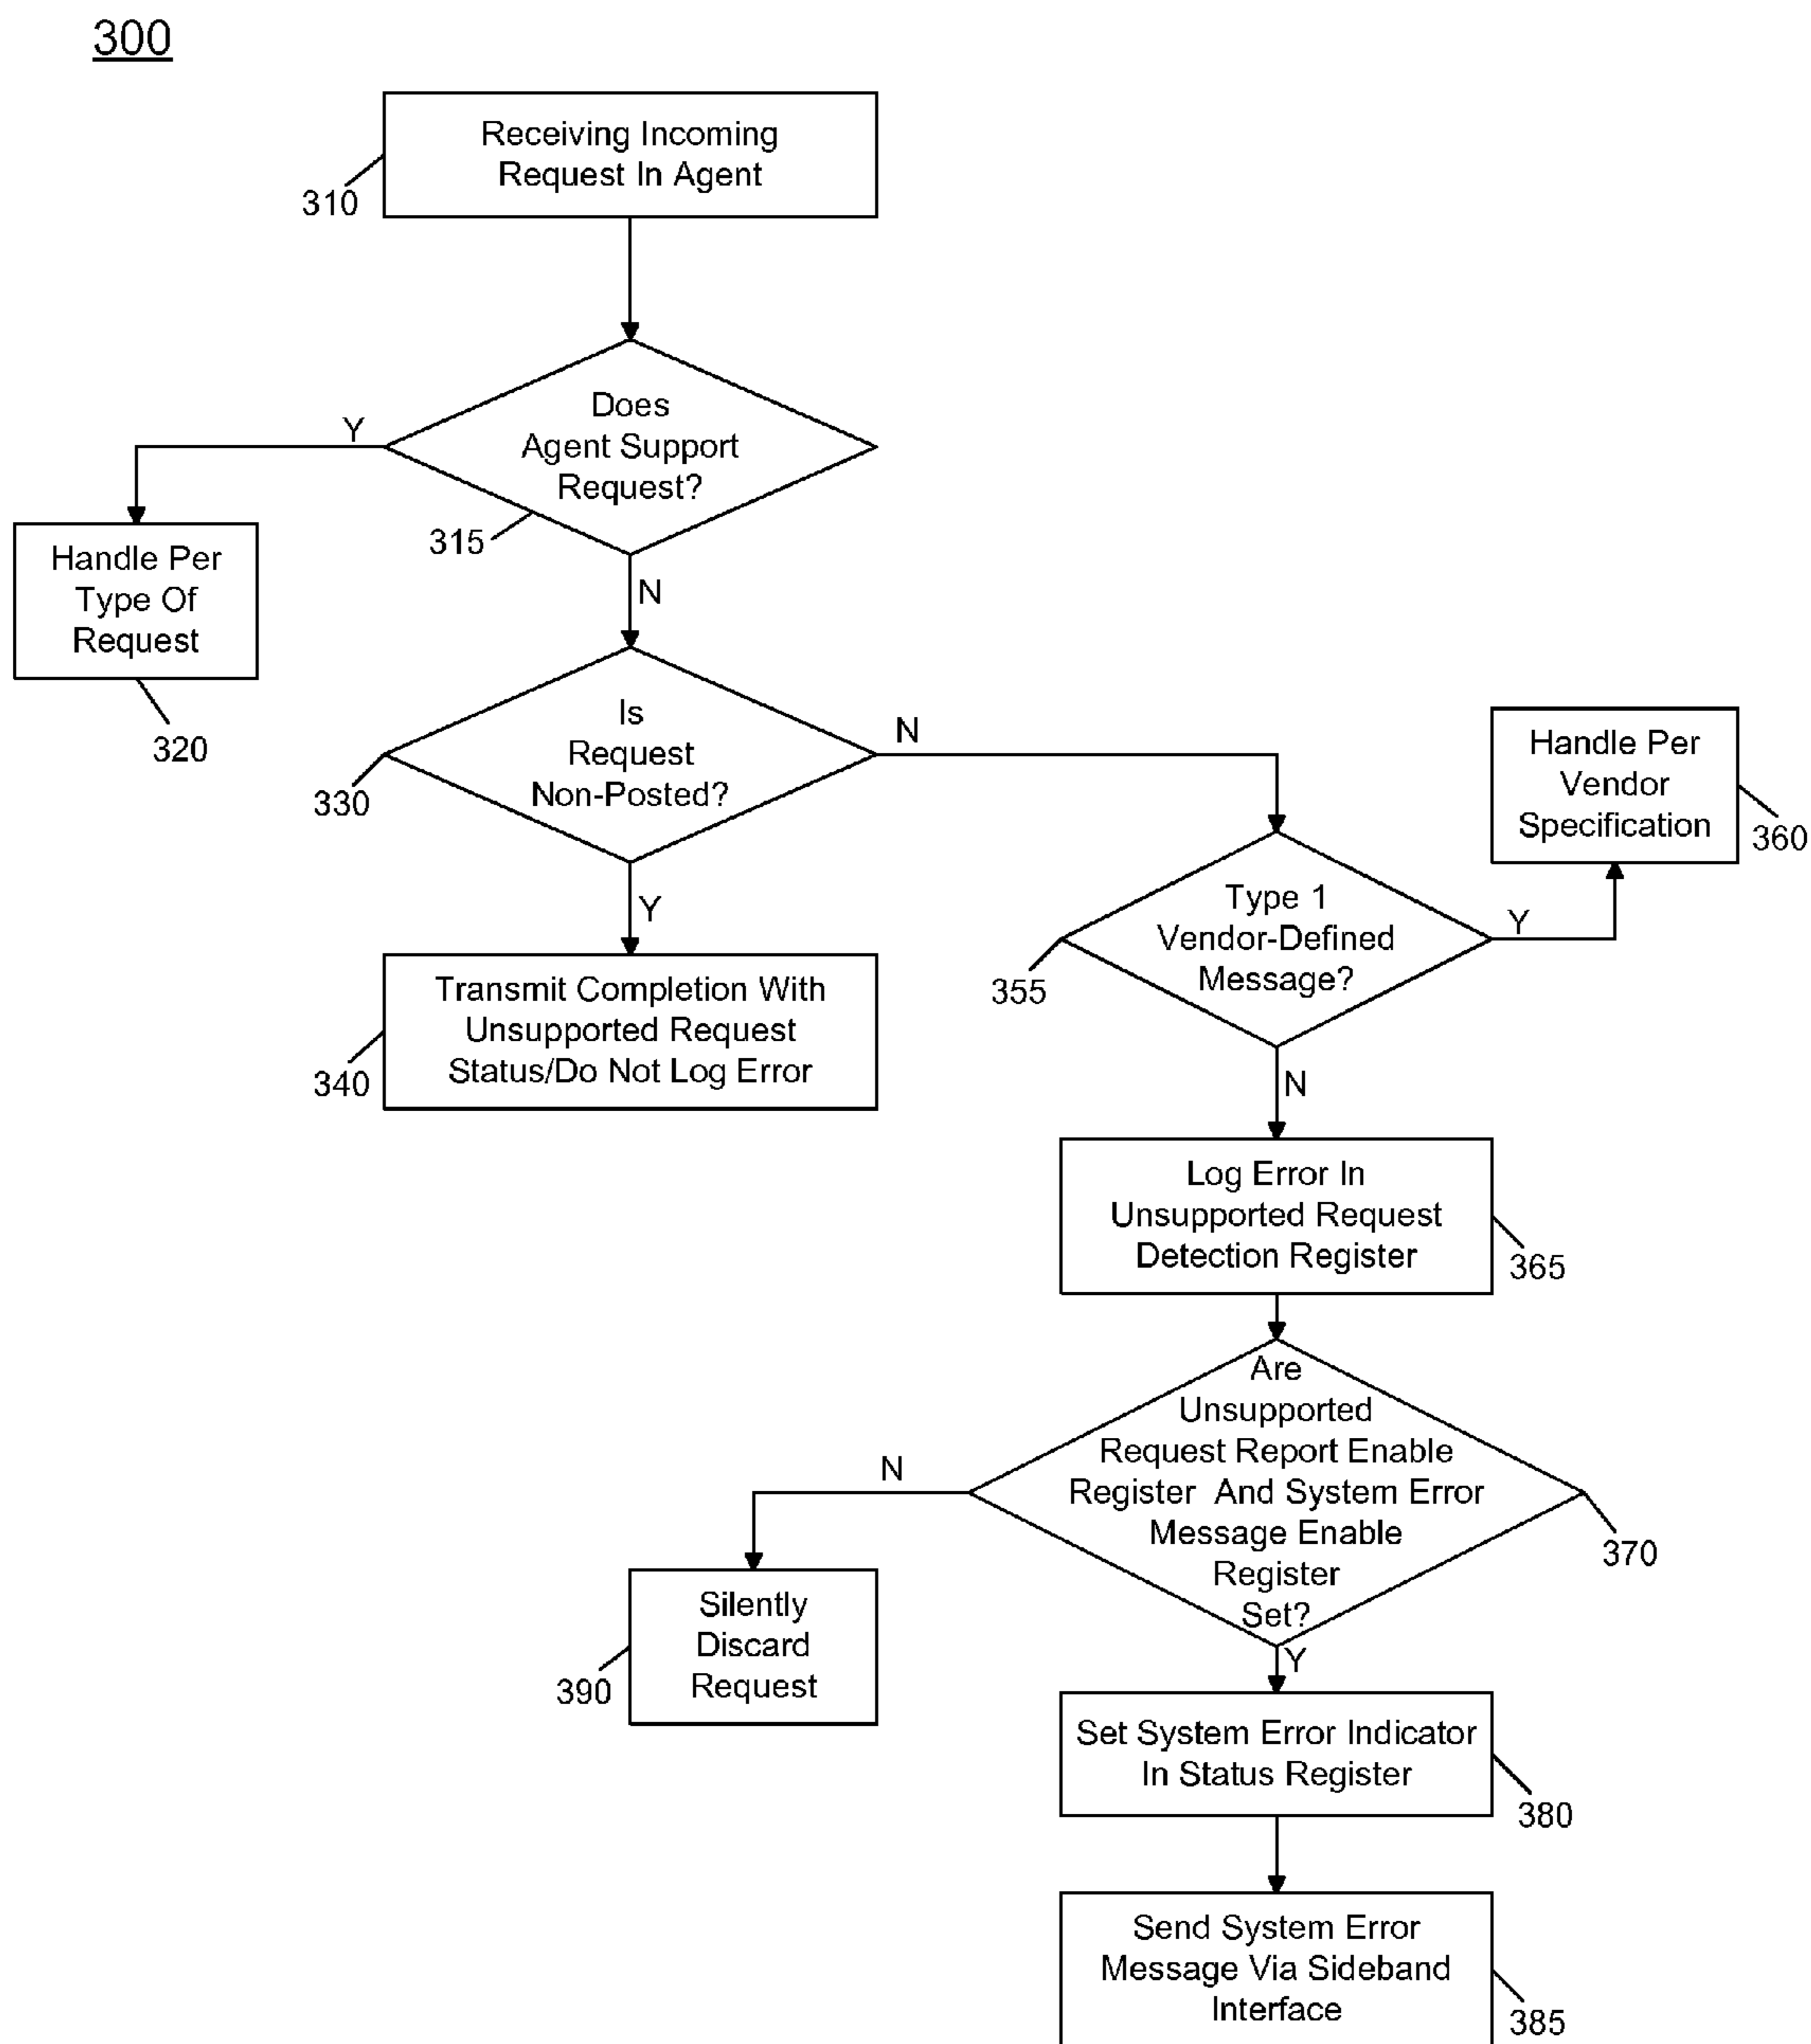 300
Receiving Incoming
Request In Agent
310
Does
Agent Support
Request?
Y
315
N
Handle Per
Type Of
Request
320
Is
Request
Non-Posted?
N
330
Y
Handle Per
Vendor
Specification
360
Type 1
Vendor-Defined
Message?
Y
355
N
Transmit Completion With
Unsupported Request
Status/Do Not Log Error
340
Log Error In
Unsupported Request
Detection Register
365
Are
Unsupported
Request Report Enable
Register And System Error
Message Enable
Register
Set?
N
370
Y
Silently
Discard
Request
390
Set System Error Indicator
In Status Register
380
Send System Error
Message Via Sideband
Interface
385